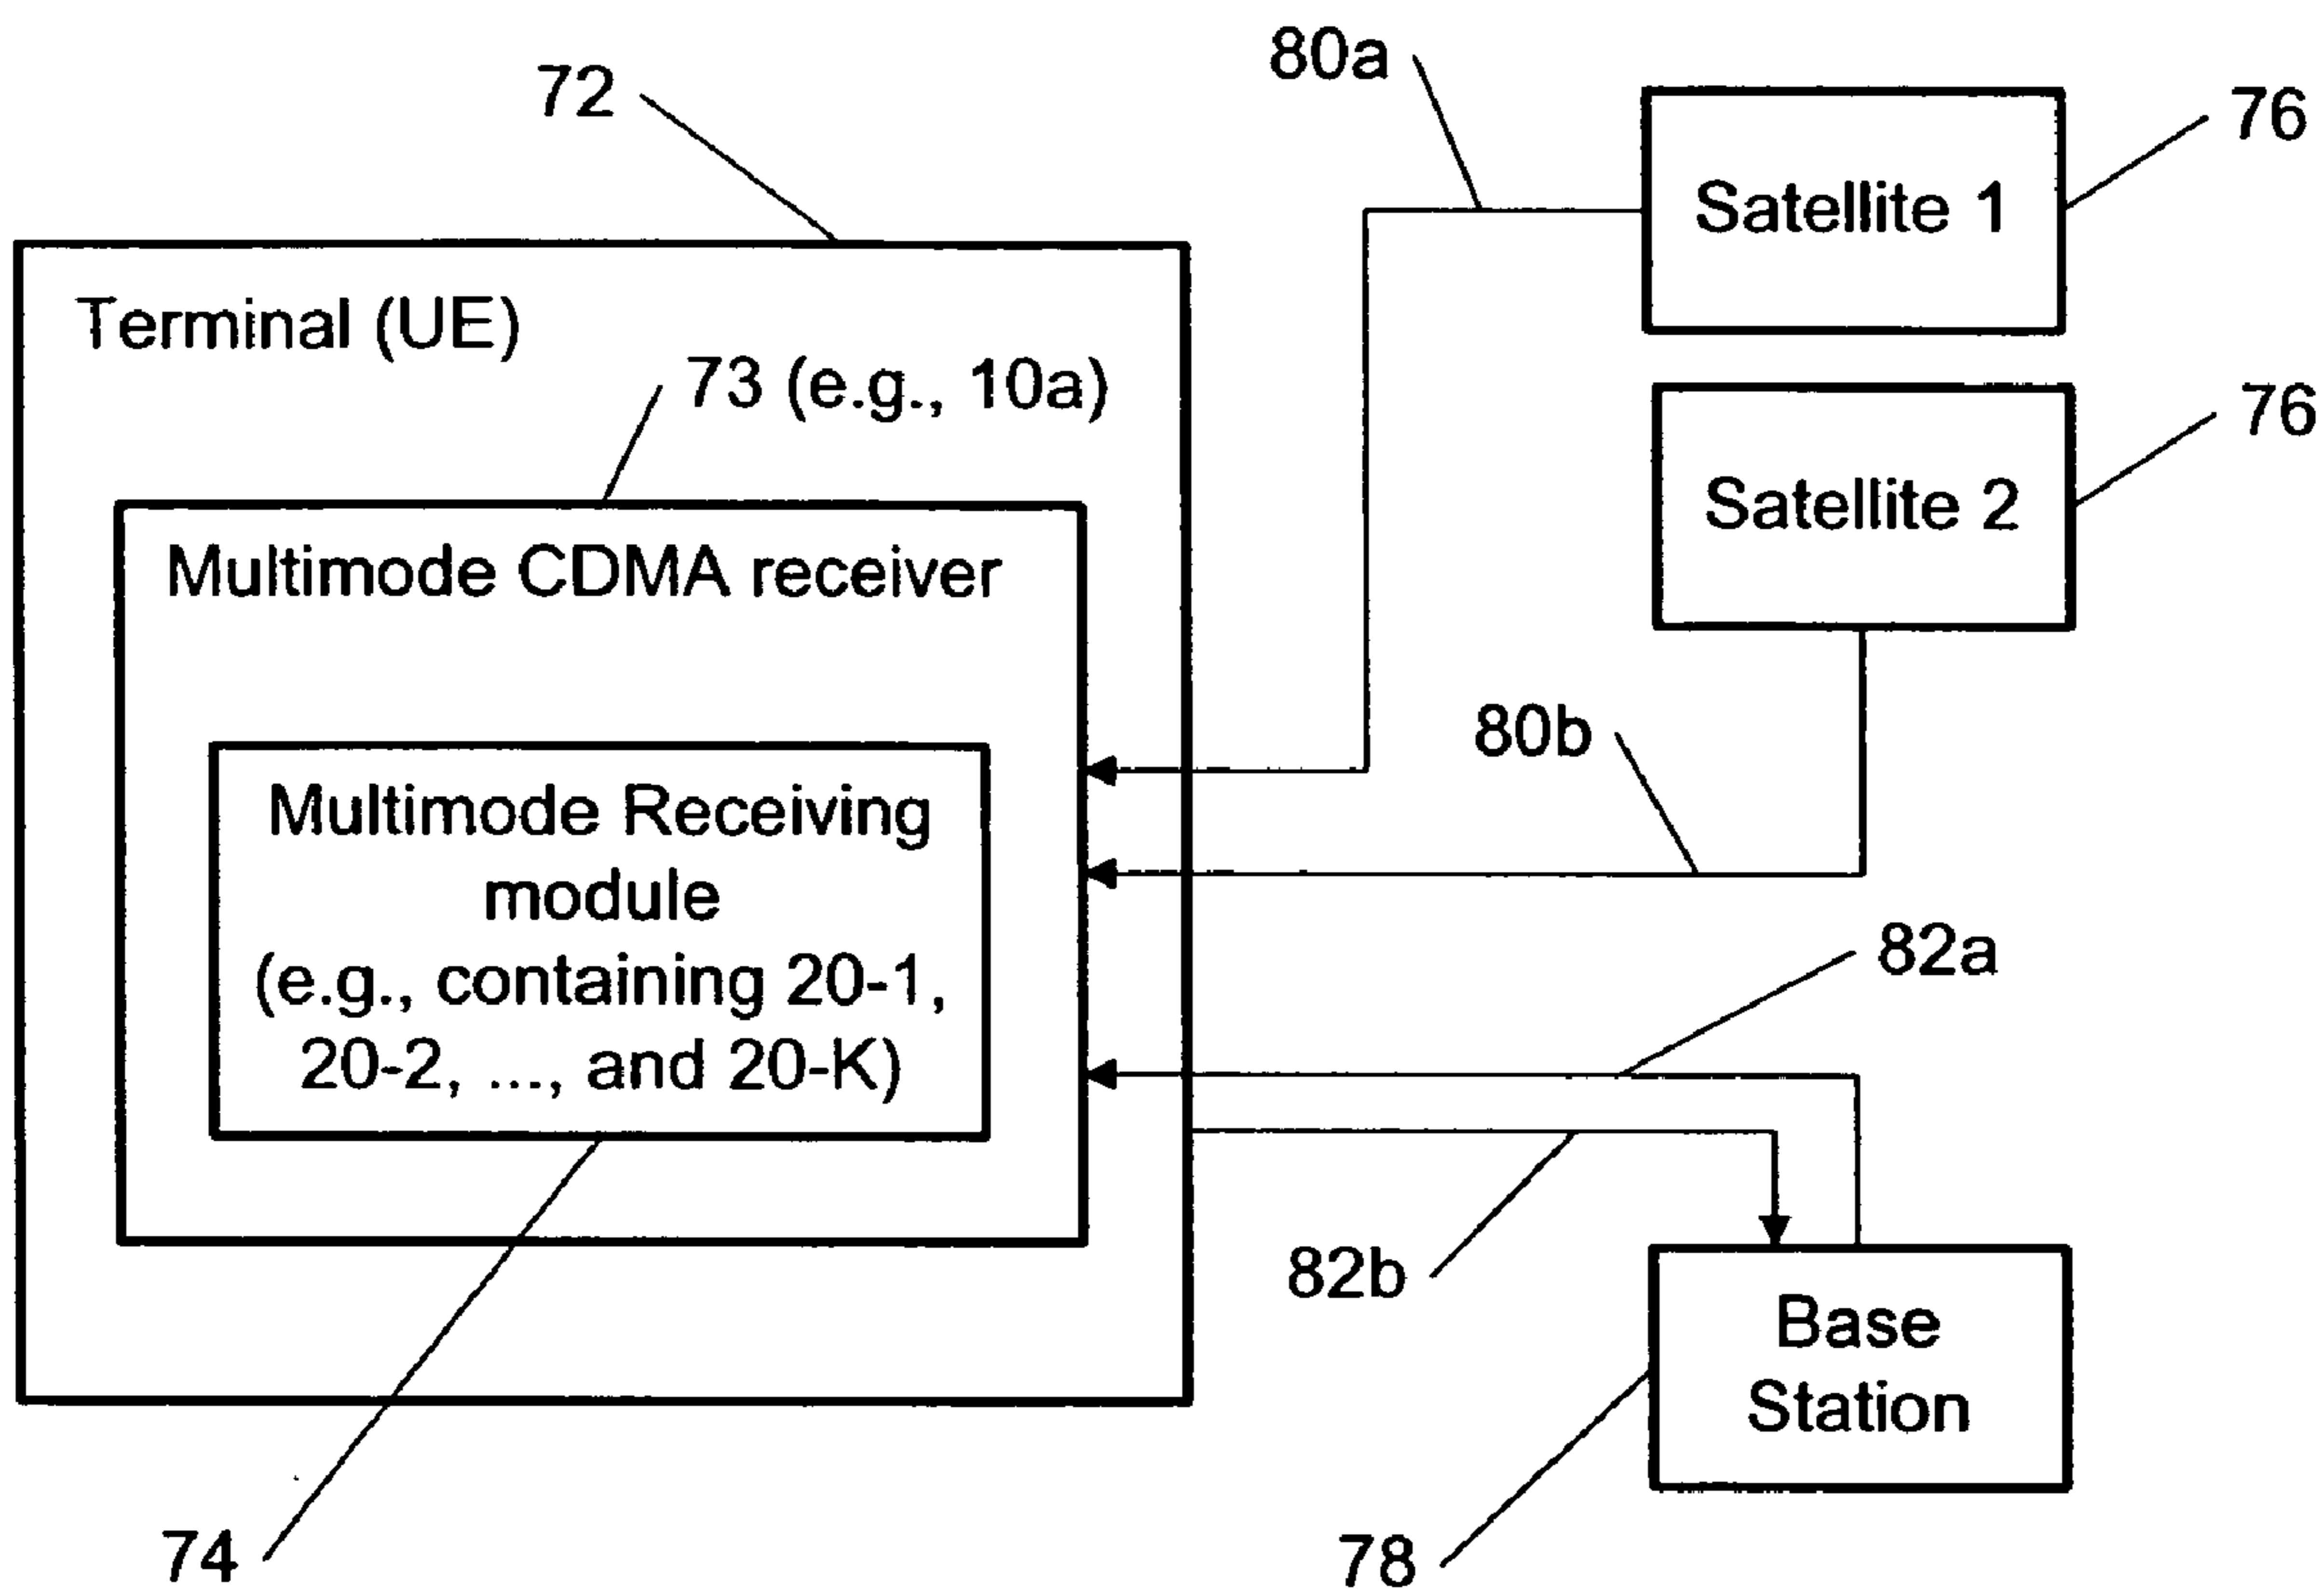 80a
72
76
Satellite 1
Terminal (UE)
73 (e.g., 10a)
76
Satellite 2
Multimode CDMA receiver
80b
Multimode Receiving
module
(e.g., containing 20-1,
20-2, ..., and 20-K)
82a
82b
Base
Station
74
78